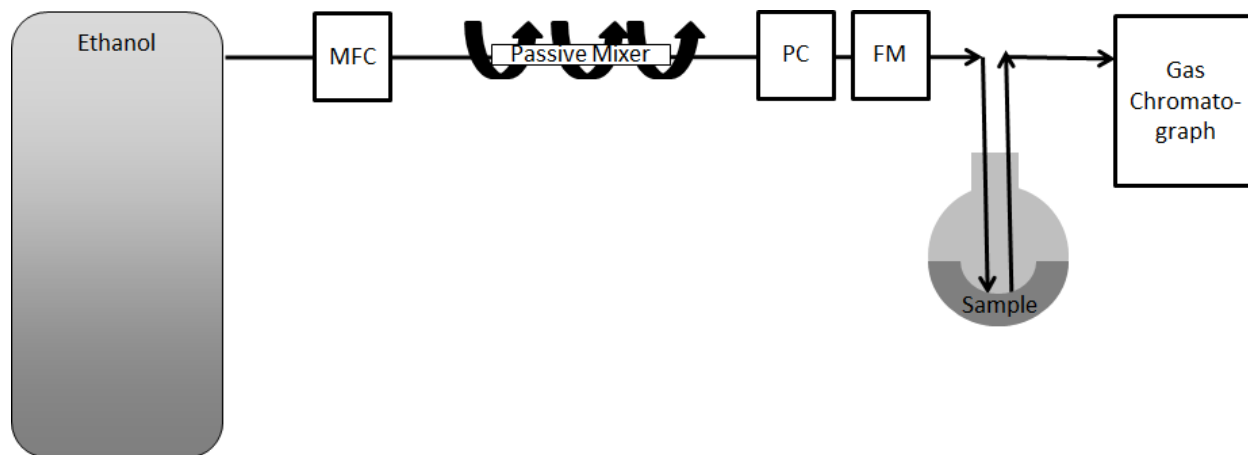 Ethanol
MFC
Passive Mixer
PC
FM
Gas
Chromato-
graph
Sample